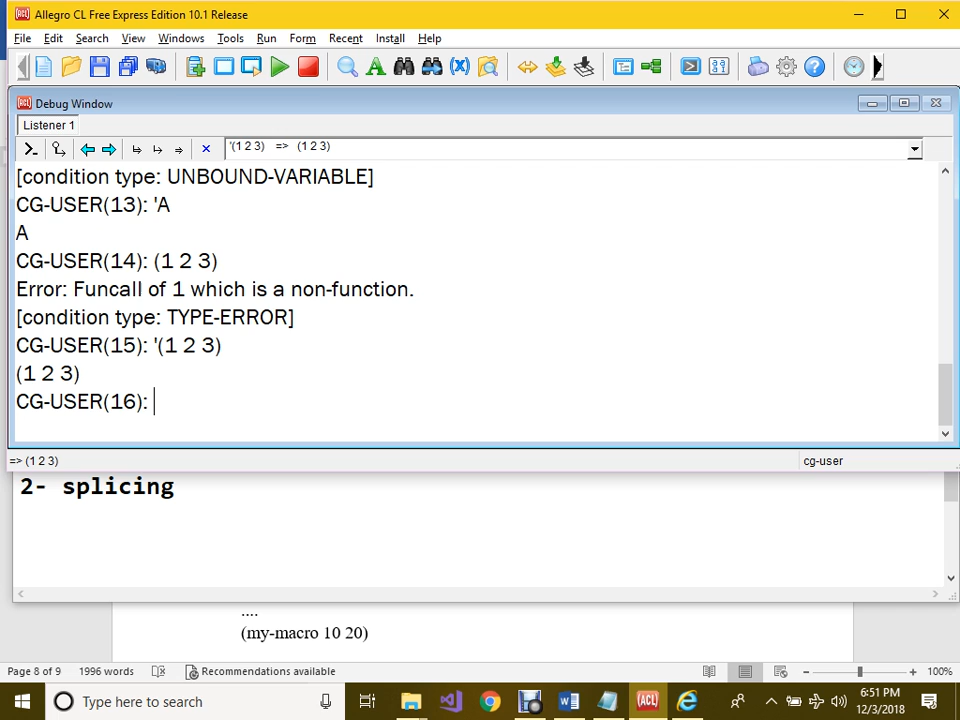 Allegro CL Free Express Edition 10.1 Release
File Edit Search View Windows Tools Run Form Recent Install Help
Debug Window
Listener 1
'(1 2 3) => (1 2 3)
[condition type: UNBOUND-VARIABLE]
CG-USER(13): 'A
A
CG-USER(14): (1 2 3)
Error: Funcall of 1 which is a non-function.
[condition type: TYPE-ERROR]
CG-USER(15): '(1 2 3)
(1 2 3)
CG-USER(16):
=> (1 2 3) cg-user
2- splicing
....
(my-macro 10 20)
Page 8 of 9 1996 words Recommendations available 100%
Type here to search
ACL
6:51 PM
12/3/2018